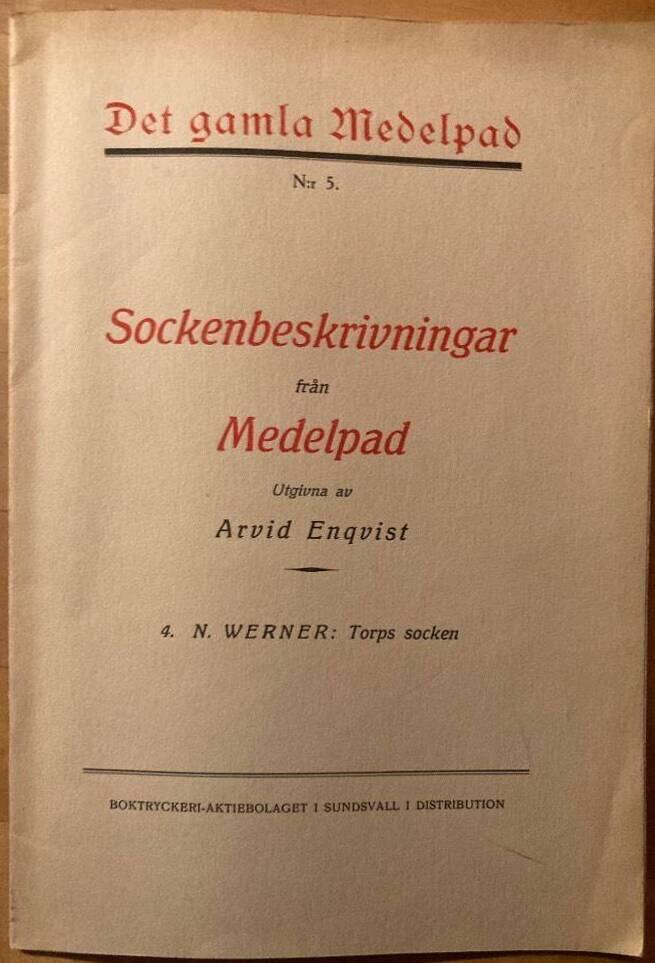 Det gamla Medelpad
N:r 5.
Sockenbeskrivningar
från
Medelpad
Utgivna av
Arvid Enqvist
4. N. WERNER: Torps socken
BOKTRYCKERI-AKTIEBOLAGET I SUNDSVALL I DISTRIBUTION